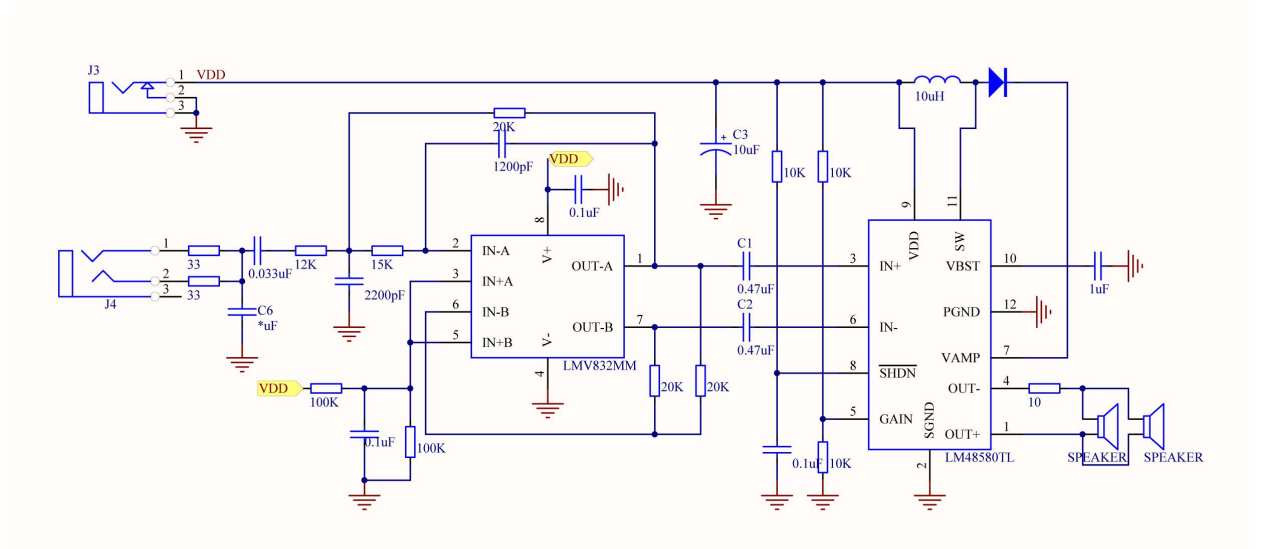 J3
1 VDD
2
3
20K
1200pF
VDD
0.1uF
C3
+
10uF
10uH
10K
10K
9
11
8
V+
VDD
SW
J4
1
2
3
33
33
0.033uF
12K
15K
2200pF
C6
*uF
2 IN-A
3 IN+A
6 IN-B
5 IN+B
OUT-A 1
OUT-B 7
V-
4
LMV832MM
C1
0.47uF
C2
0.47uF
20K
20K
VDD
100K
0.1uF
100K
3 IN+
6 IN-
8 SHDN
5 GAIN
VBST 10
PGND 12
VAMP 7
OUT- 4
OUT+ 1
SGND
2
LM48580TL
1uF
10
SPEAKER
SPEAKER
0.1uF
10K